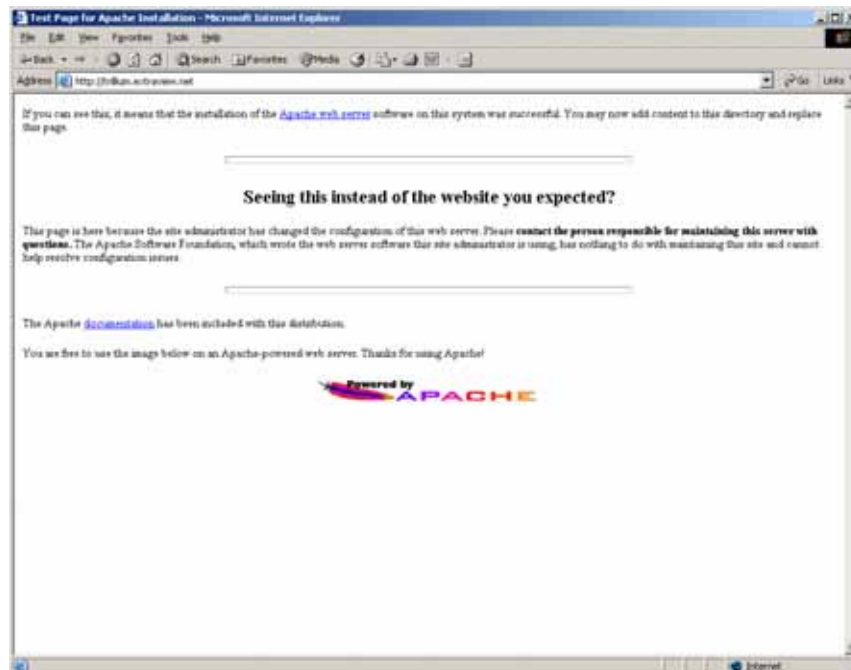 Test Page for Apache Installation - Microsoft Internet Explorer
File Edit View Favorites Tools Help
Back Search Favorites Media
Address http:// Go Links
If you can see this, it means that the installation of the Apache web server software on this system was successful. You may now add content to this directory and replace
this page.
Seeing this instead of the website you expected?
This page is here because the site administrator has changed the configuration of this web server. Please contact the person responsible for maintaining this server with
questions. The Apache Software Foundation, which wrote the web server software this site administrator is using, has nothing to do with maintaining this site and cannot
help resolve configuration issues.
The Apache documentation has been included with this distribution.
You are free to use the image below on an Apache-powered web server. Thanks for using Apache!
Powered by
APACHE
Internet